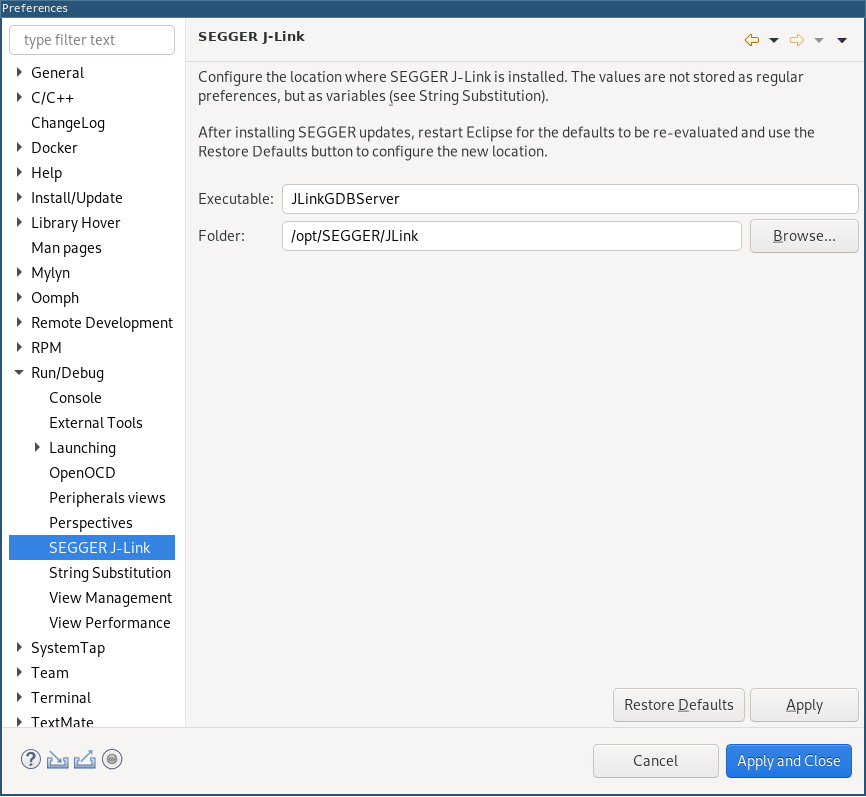 Preferences
type filter text
General
C/C++
ChangeLog
Docker
Help
Install/Update
Library Hover
Man pages
Mylyn
Oomph
Remote Development
RPM
Run/Debug
Console
External Tools
Launching
OpenOCD
Peripherals views
Perspectives
SEGGER J-Link
String Substitution
View Management
View Performance
SystemTap
Team
Terminal
TextMate
SEGGER J-Link
Configure the location where SEGGER J-Link is installed. The values are not stored as regular
preferences, but as variables (see String Substitution).
After installing SEGGER updates, restart Eclipse for the defaults to be re-evaluated and use the
Restore Defaults button to configure the new location.
Executable: JLinkGDBServer
Folder: /opt/SEGGER/JLink Browse...
Restore Defaults Apply
? Cancel Apply and Close